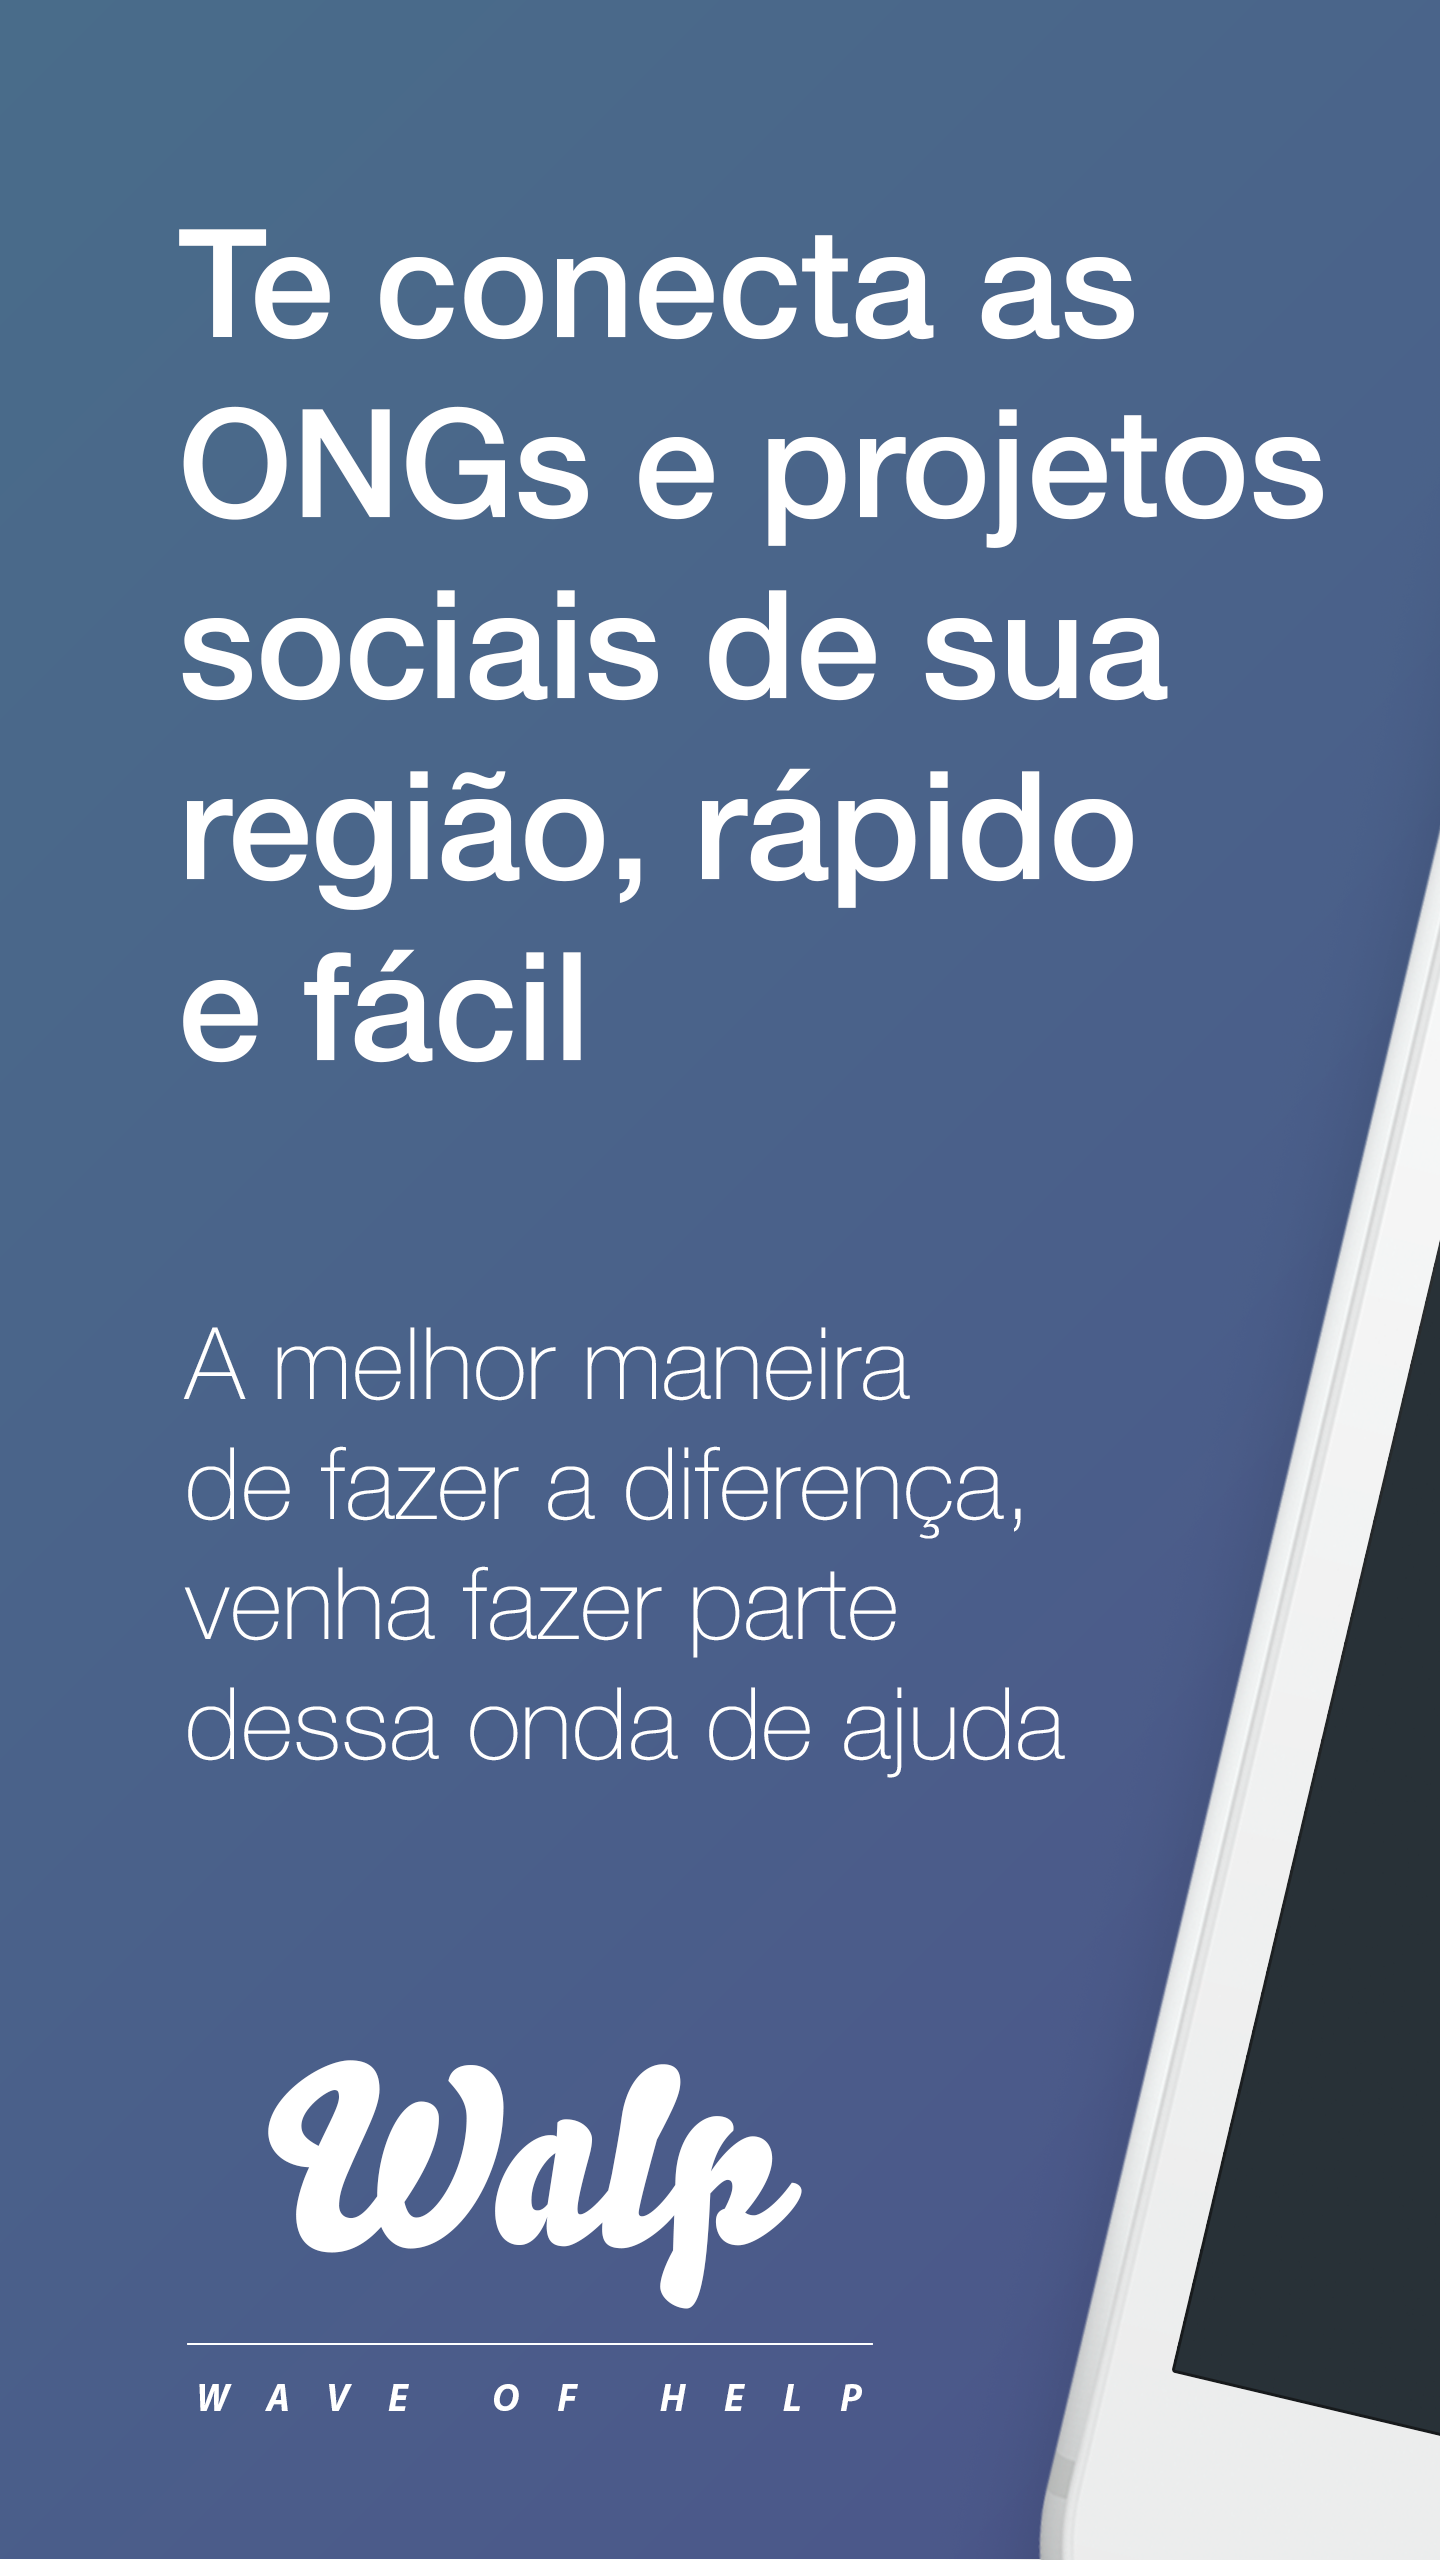 Te conecta as
ONGs e projetos
sociais de sua
região, rápido
e fácil
A melhor maneira
de fazer a diferença,
venha fazer parte
dessa onda de ajuda
Walp
WAVE OF HELP